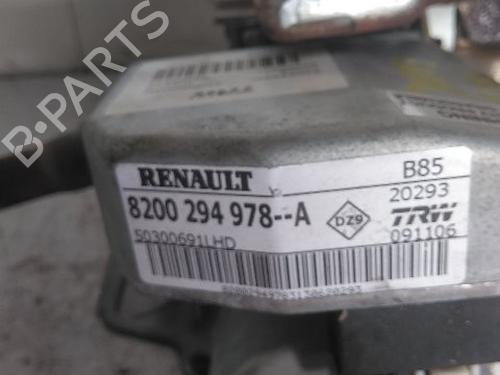 B-PARTS
RENAULT
B85
8200 294 978--A
DZ9
20293
TRW
50300691LHD
091106